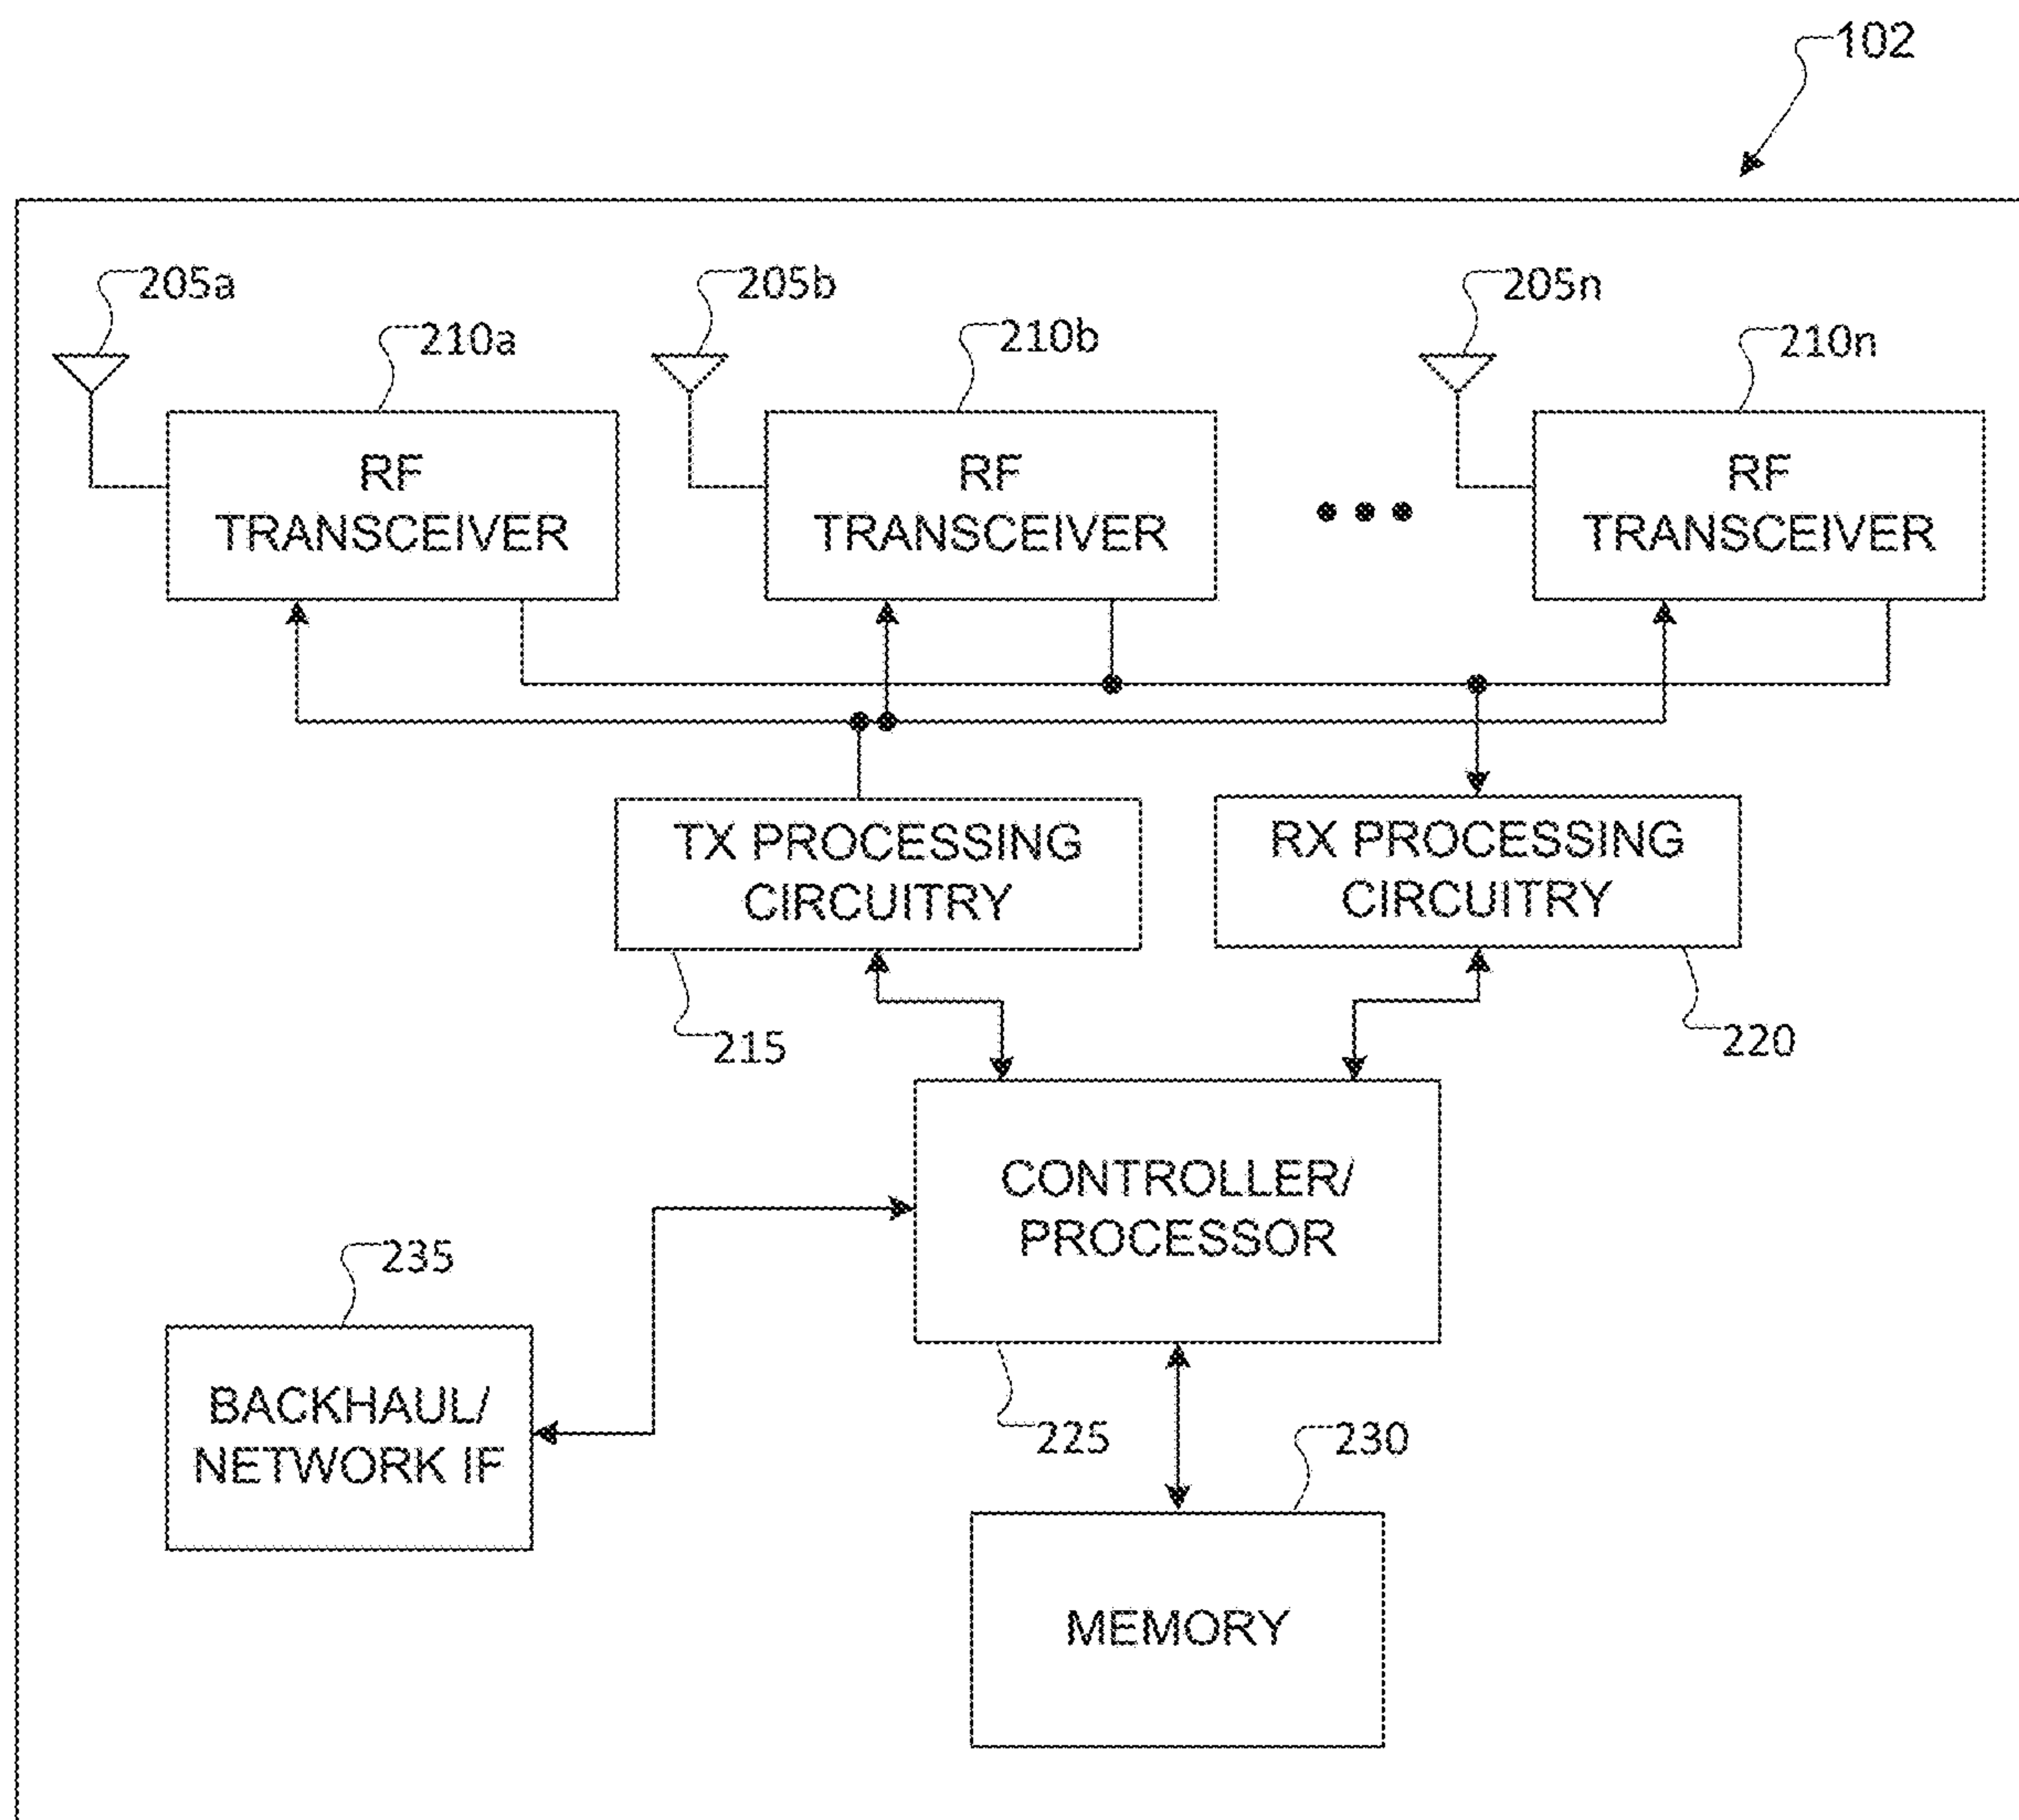 102
205a
210a
205b
210b
205n
210n
RF
TRANSCEIVER
RF
TRANSCEIVER
RF
TRANSCEIVER
TX PROCESSING
CIRCUITRY
RX PROCESSING
CIRCUITRY
215
220
CONTROLLER/
PROCESSOR
235
BACKHAUL/
NETWORK IF
225
230
MEMORY